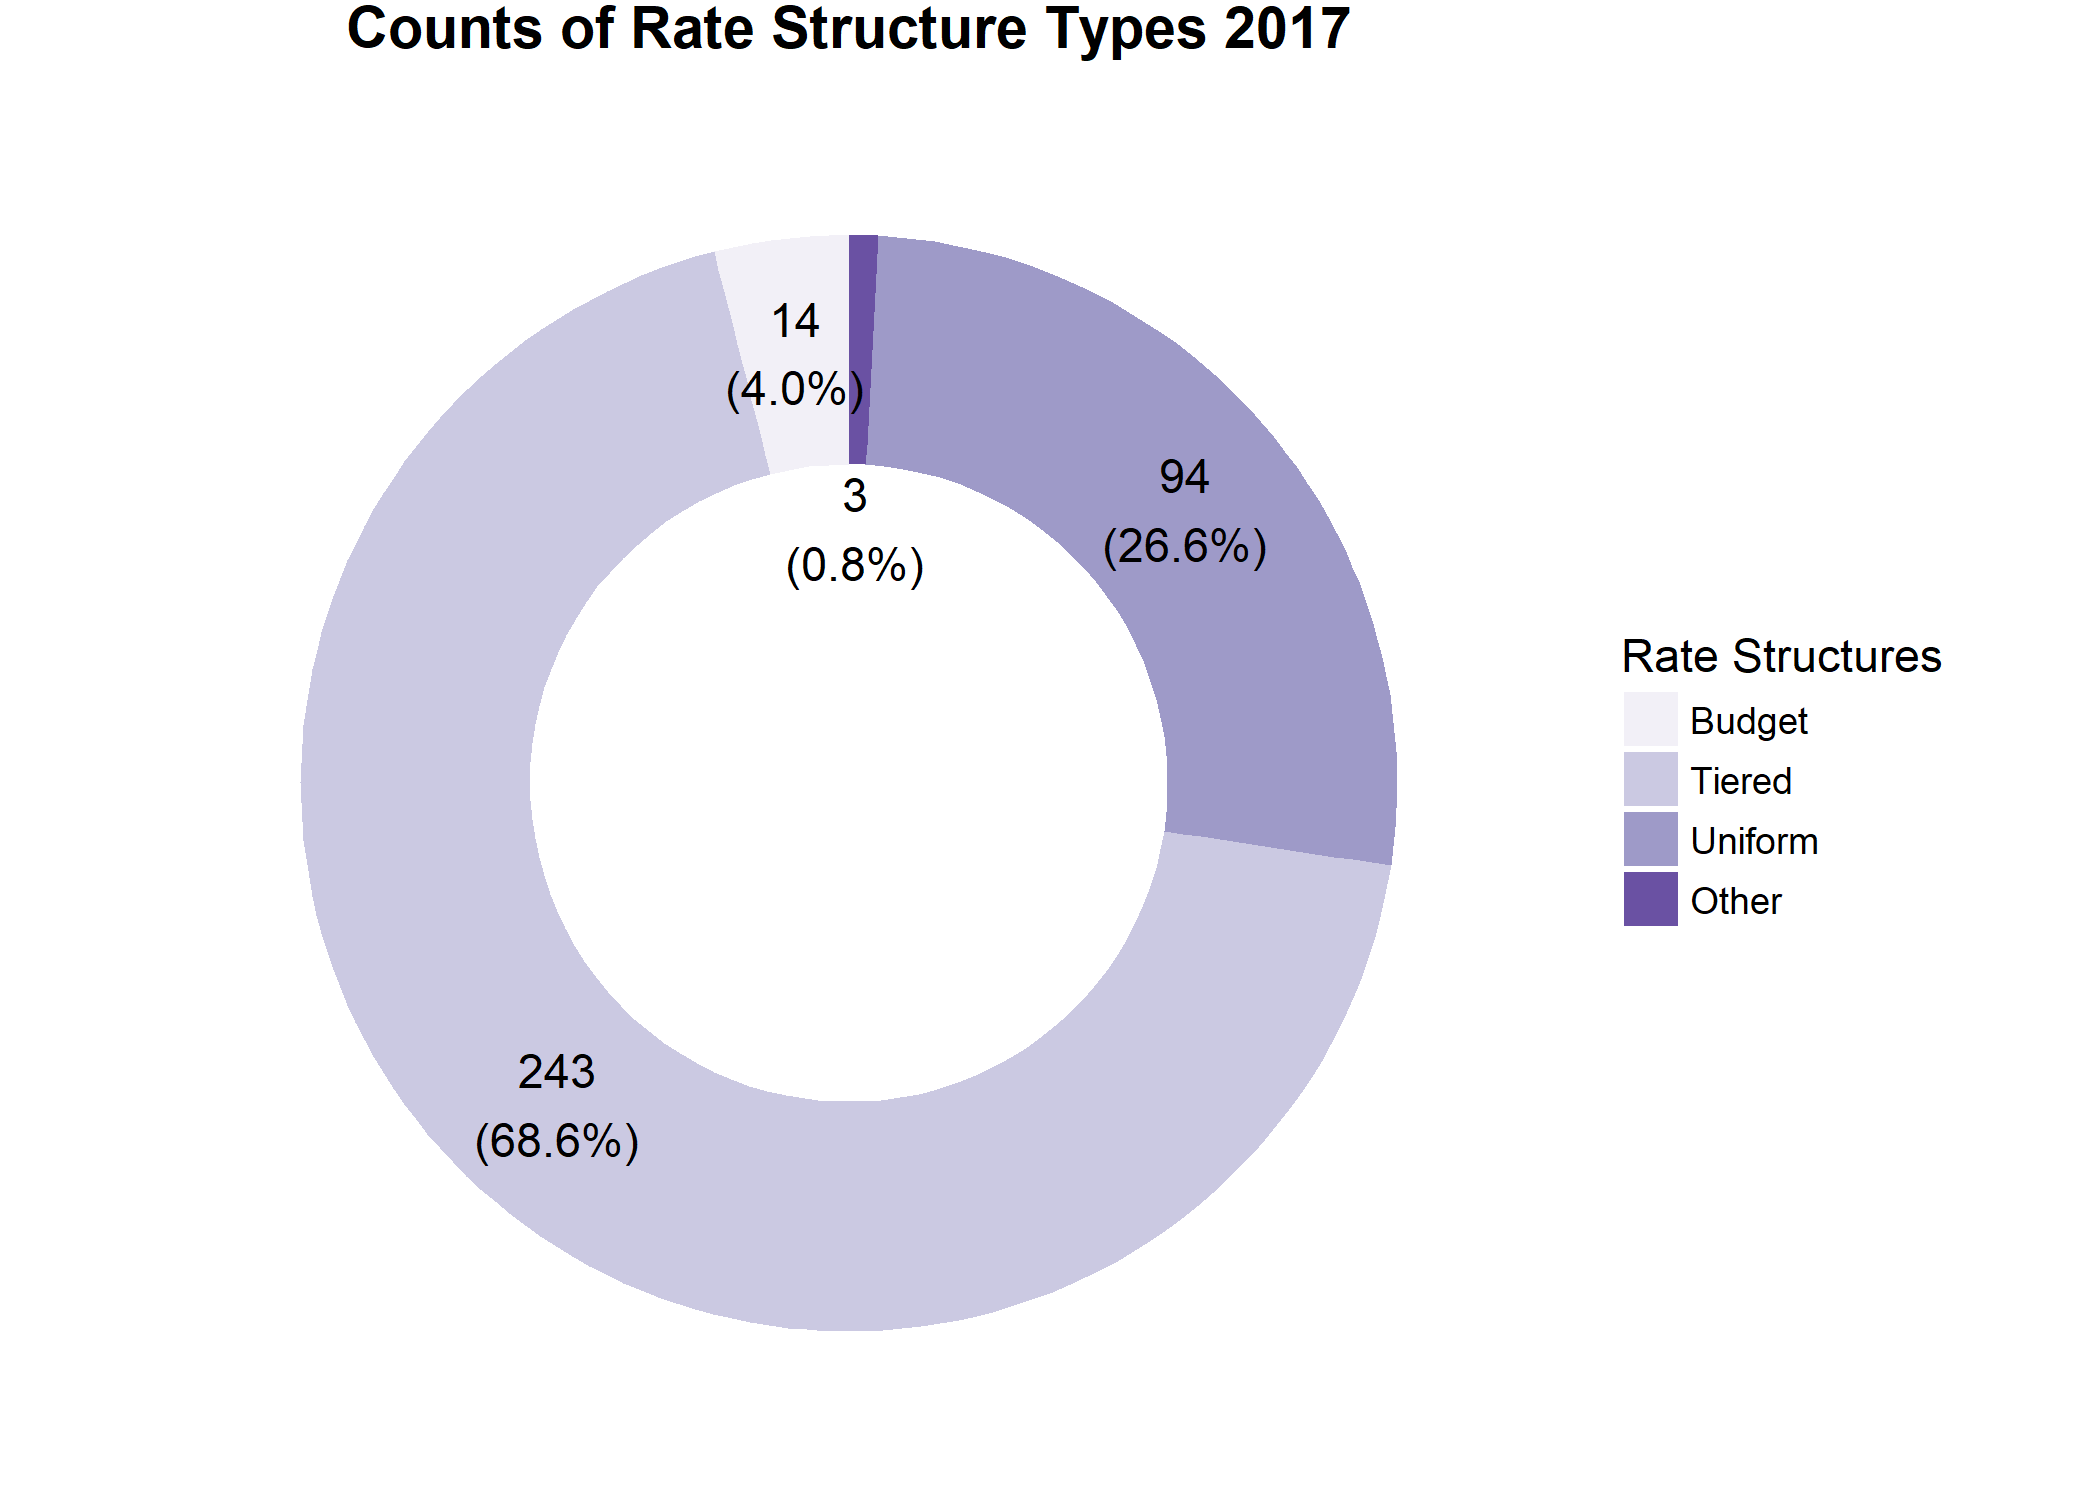 Counts of Rate Structure Types 2017
14
(4.0%)
3
(0.8%)
94
(26.6%)
243
(68.6%)
Rate Structures
Budget
Tiered
Uniform
Other